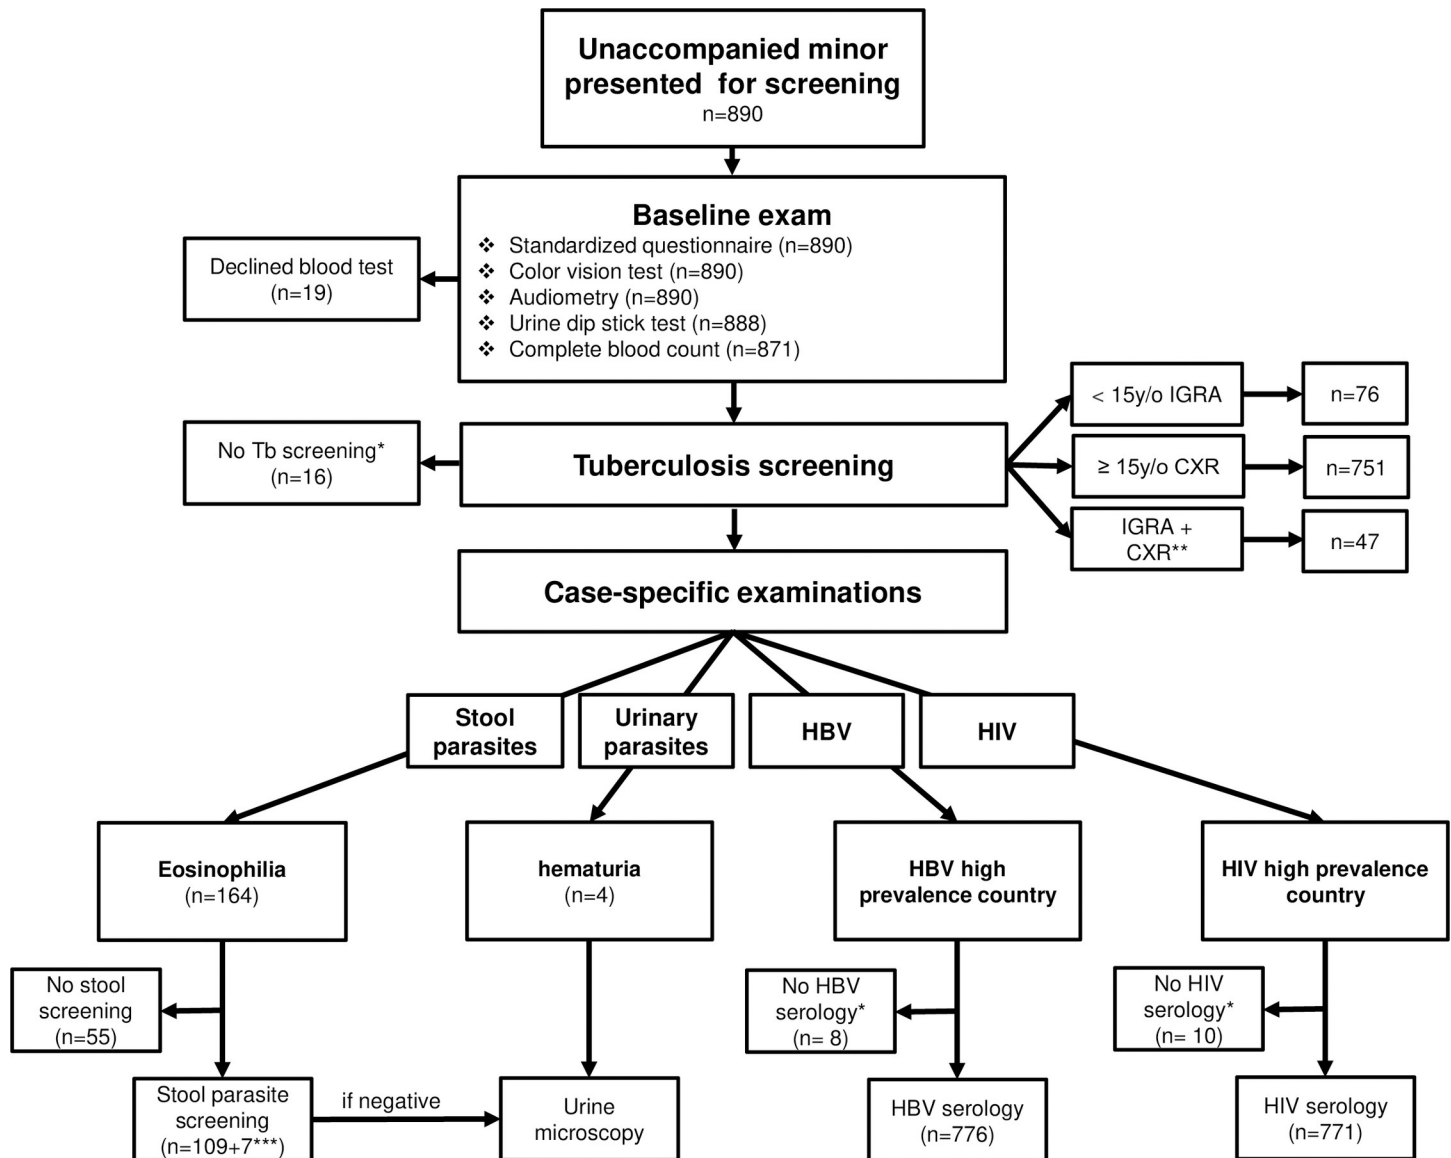 Unaccompanied minor
presented for screening
n=890
Baseline exam
❖ Standardized questionnaire (n=890)
❖ Color vision test (n=890)
❖ Audiometry (n=890)
❖ Urine dip stick test (n=888)
❖ Complete blood count (n=871)
Declined blood test
(n=19)
Tuberculosis screening
No Tb screening*
(n=16)
< 15y/o IGRA
n=76
≥ 15y/o CXR
n=751
IGRA +
CXR**
n=47
Case-specific examinations
Stool
parasites
Urinary
parasites
HBV
HIV
Eosinophilia
(n=164)
hematuria
(n=4)
HBV high
prevalence country
HIV high prevalence
country
No stool
screening
(n=55)
No HBV
serology*
(n= 8)
No HIV
serology*
(n= 10)
Stool parasite
screening
(n=109+7***)
if negative
Urine
microscopy
HBV serology
(n=776)
HIV serology
(n=771)